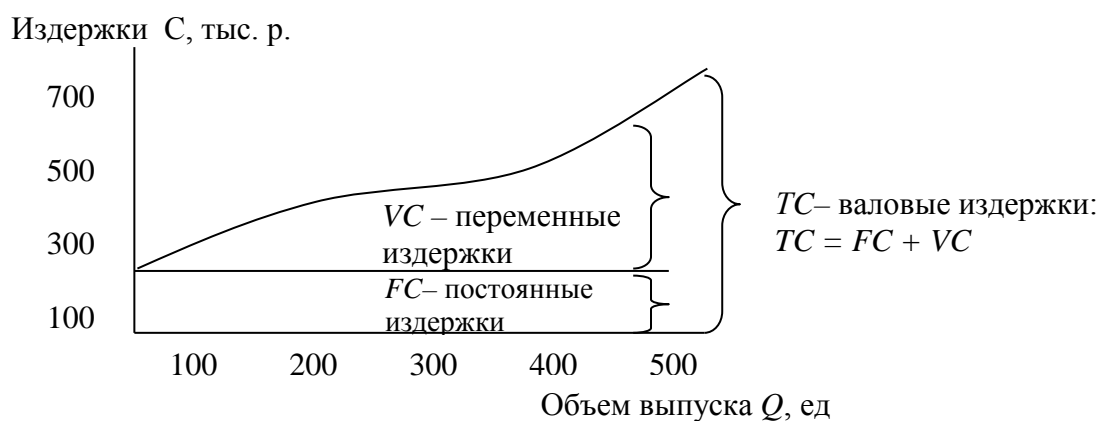 Издержки С, тыс. р.
700
500
300
100
VC – переменные
издержки
FC– постоянные
издержки
TC– валовые издержки:
TC = FC + VC
100 200 300 400 500
Объем выпуска Q, ед